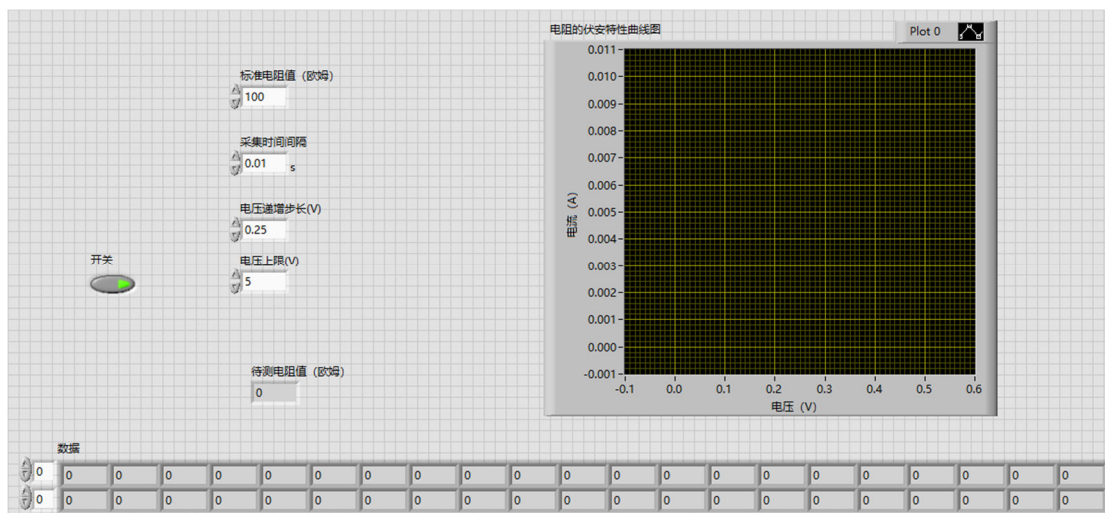 电阻的伏安特性曲线图
Plot 0
标准电阻值（欧姆）
100
采集时间间隔
0.01 s
电压递增步长(V)
0.25
开关
电压上限(V)
5
待测电阻值（欧姆）
0
0.011
0.010
0.009
0.008
0.007
0.006
0.005
0.004
0.003
0.002
0.001
0.000
-0.001
电流（A）
-0.1 0.0 0.1 0.2 0.3 0.4 0.5 0.6
电压（V）
数据
0 0 0 0 0 0 0 0 0 0 0 0 0 0 0 0 0 0 0 0 0 0
0 0 0 0 0 0 0 0 0 0 0 0 0 0 0 0 0 0 0 0 0 0